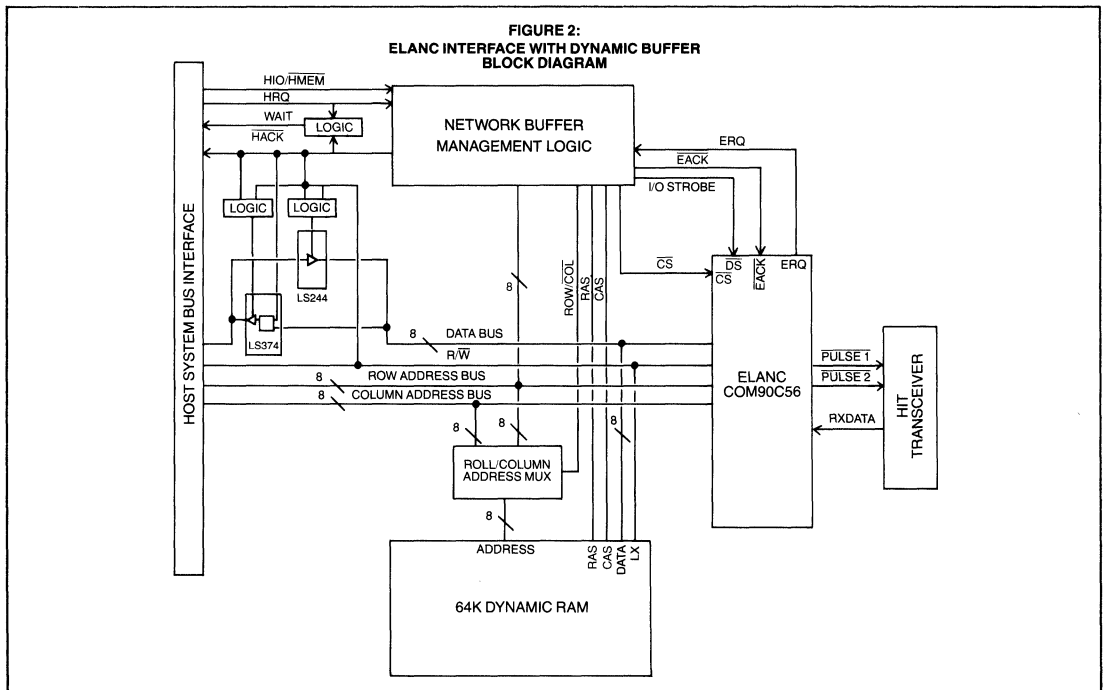 FIGURE 2:
ELANC INTERFACE WITH DYNAMIC BUFFER
BLOCK DIAGRAM
HOST SYSTEM BUS INTERFACE
HIO/HMEM
HRQ
WAIT
HACK
LOGIC
NETWORK BUFFER
MANAGEMENT LOGIC
ERQ
EACK
I/O STROBE
LOGIC
LOGIC
LS244
LS374
8
ROW/COL
RAS
CAS
CS
DS
CS
EACK
ERQ
8
DATA BUS
R/W
8
ROW ADDRESS BUS
8
COLUMN ADDRESS BUS
ELANC
COM90C56
PULSE 1
PULSE 2
RXDATA
HIT
TRANSCEIVER
8
8
8
ROLL/COLUMN
ADDRESS MUX
8
ADDRESS
RAS
CAS
DATA
LX
64K DYNAMIC RAM